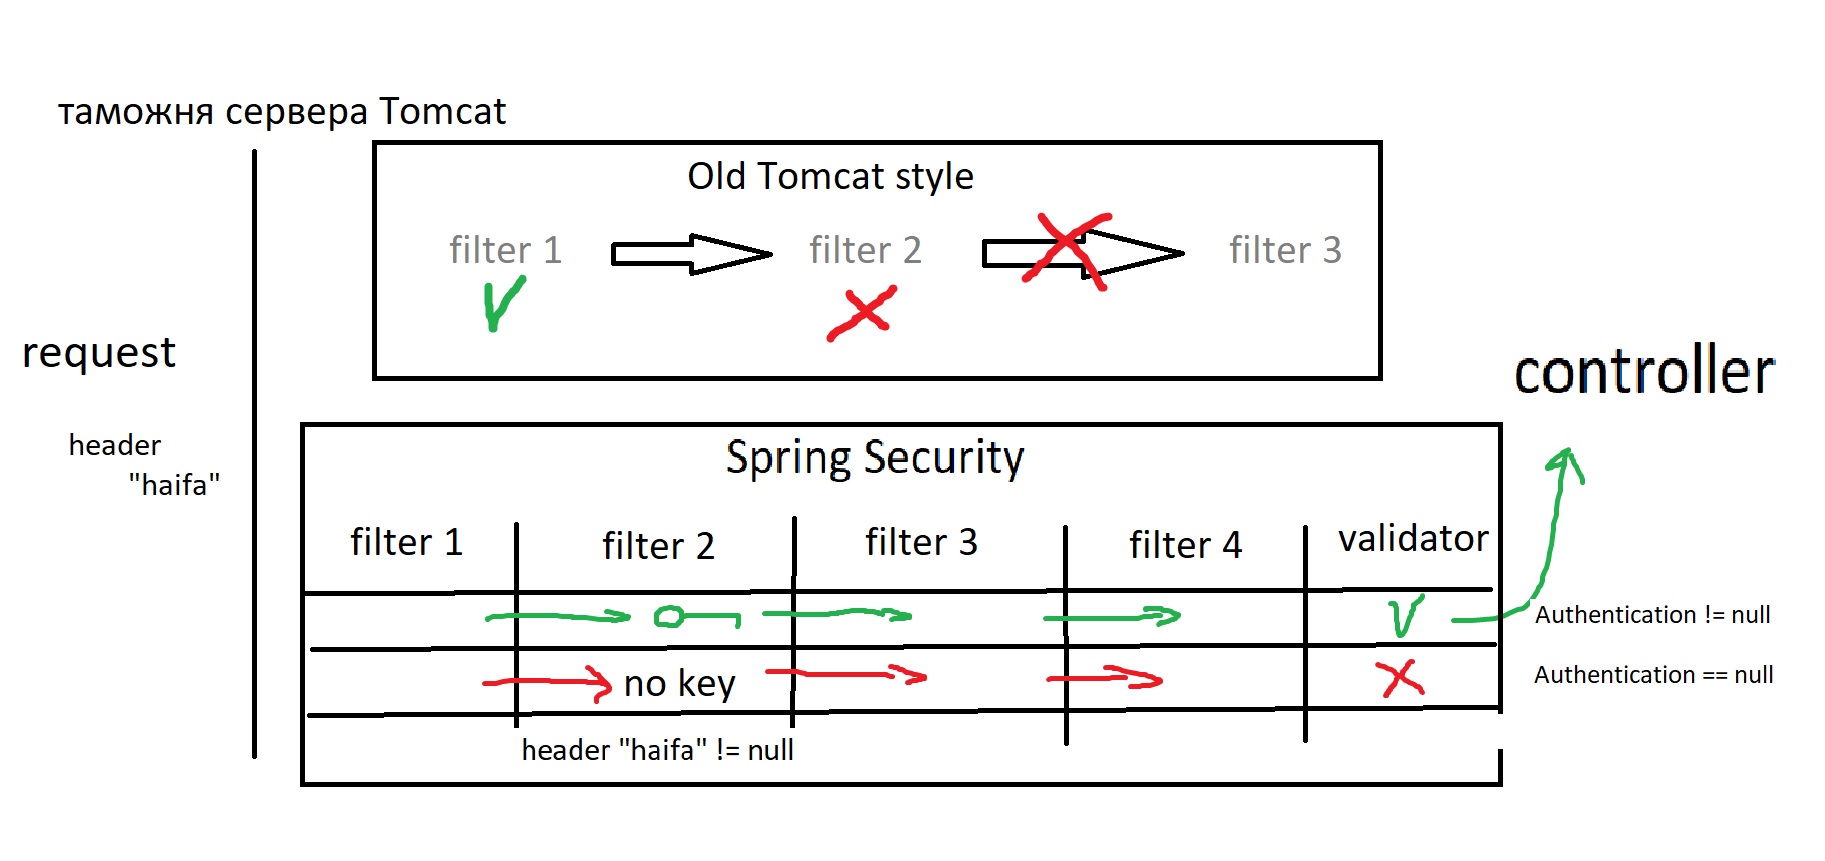 таможня сервера Tomcat
Old Tomcat style
filter 1
filter 2
filter 3
request
controller
header
"haifa"
Spring Security
filter 1
filter 2
filter 3
filter 4
validator
Authentication != null
no key
Authentication == null
header "haifa" != null